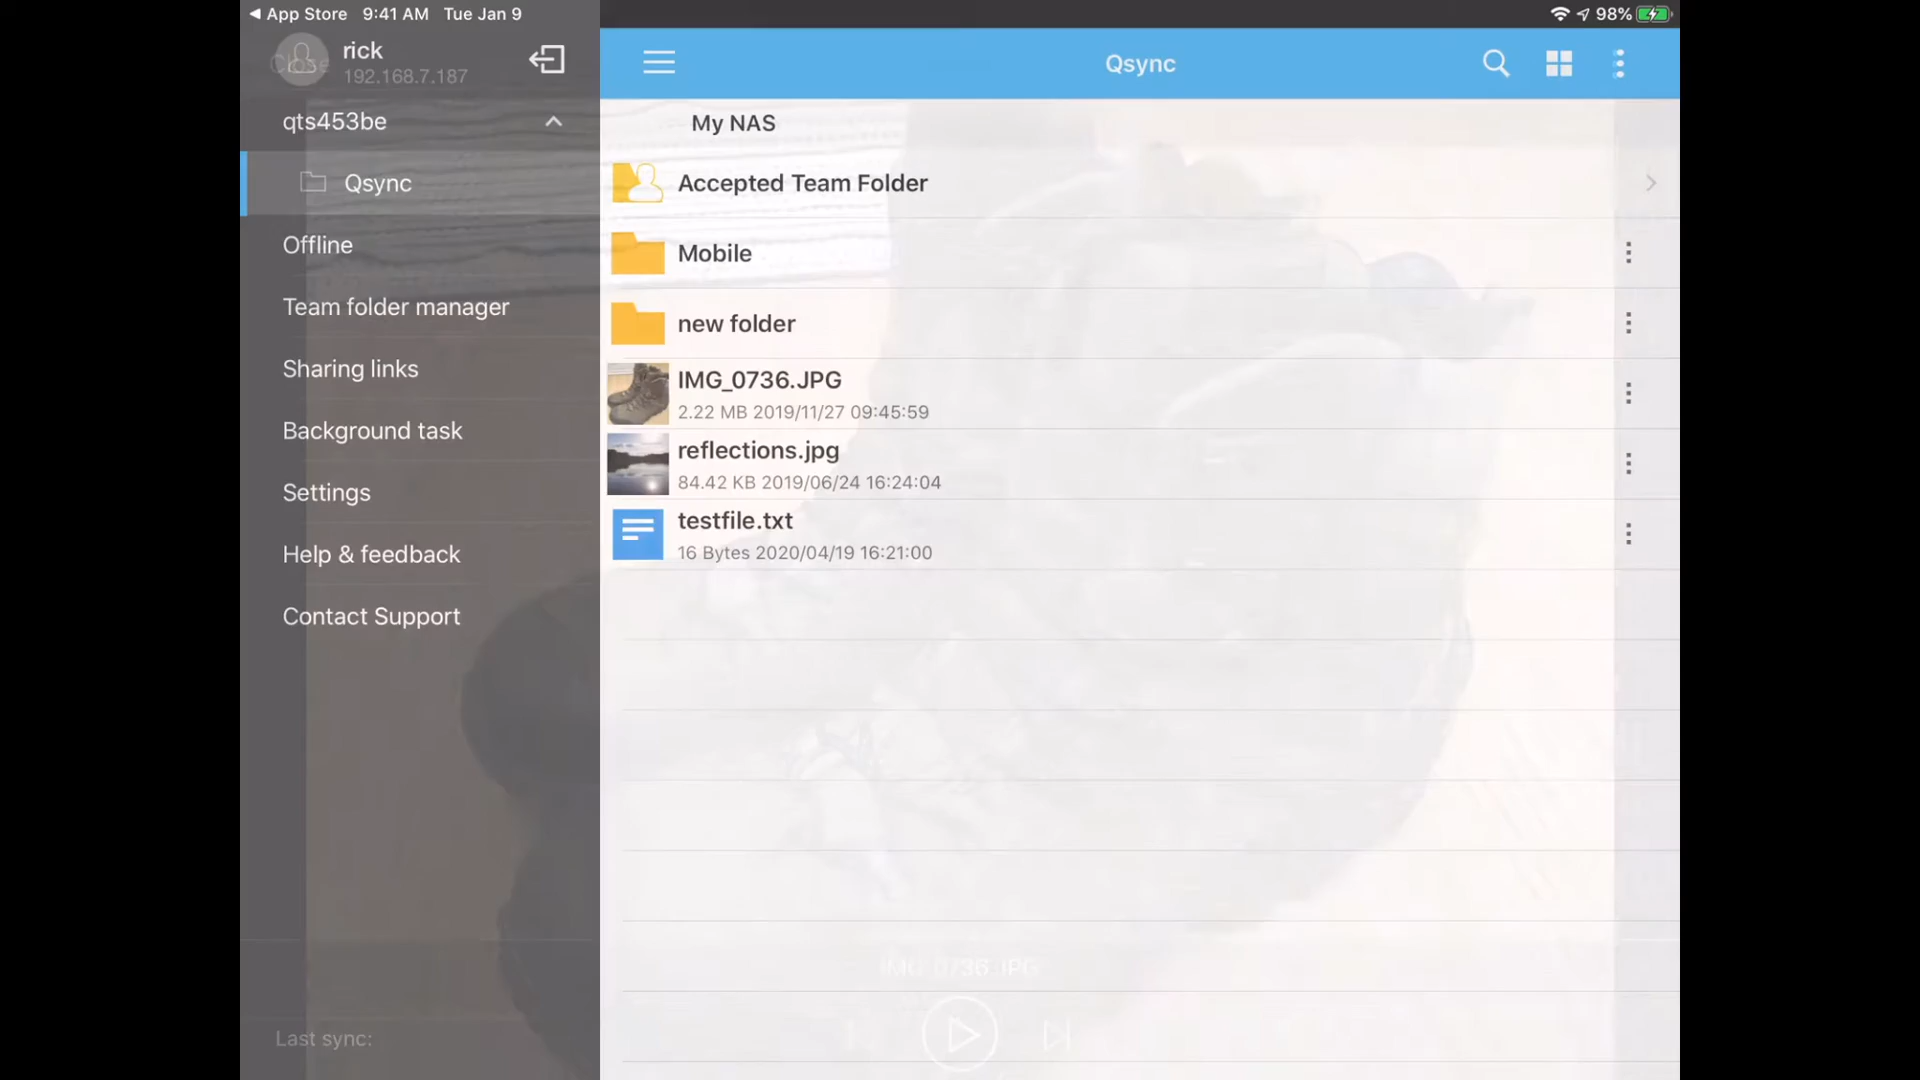 App Store 9:41 AM Tue Jan 9
98%
rick
Close
192.168.7.187
qts453be
Qsync
Offline
Team folder manager
Sharing links
Background task
Settings
Help & feedback
Contact Support
Last sync:
Qsync
My NAS
Accepted Team Folder
Mobile
new folder
IMG_0736.JPG
2.22 MB 2019/11/27 09:45:59
reflections.jpg
84.42 KB 2019/06/24 16:24:04
testfile.txt
16 Bytes 2020/04/19 16:21:00
IMG_0736.JPG